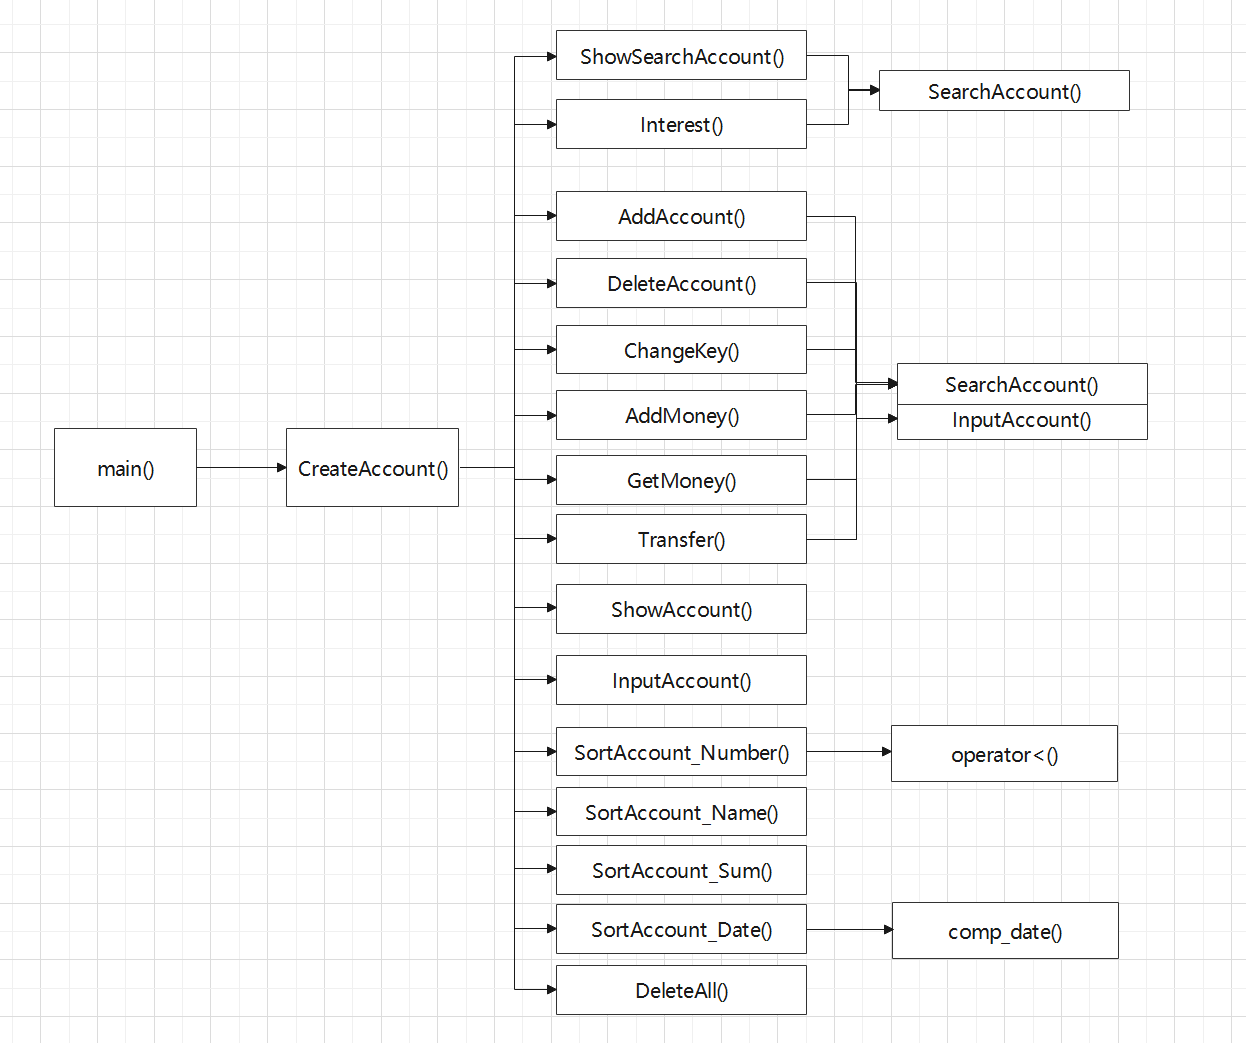 ShowSearchAccount()
SearchAccount()
Interest()
AddAccount()
DeleteAccount()
ChangeKey()
SearchAccount()
AddMoney()
InputAccount()
main()
CreateAccount()
GetMoney()
Transfer()
ShowAccount()
InputAccount()
SortAccount_Number()
operator<()
SortAccount_Name()
SortAccount_Sum()
SortAccount_Date()
comp_date()
DeleteAll()